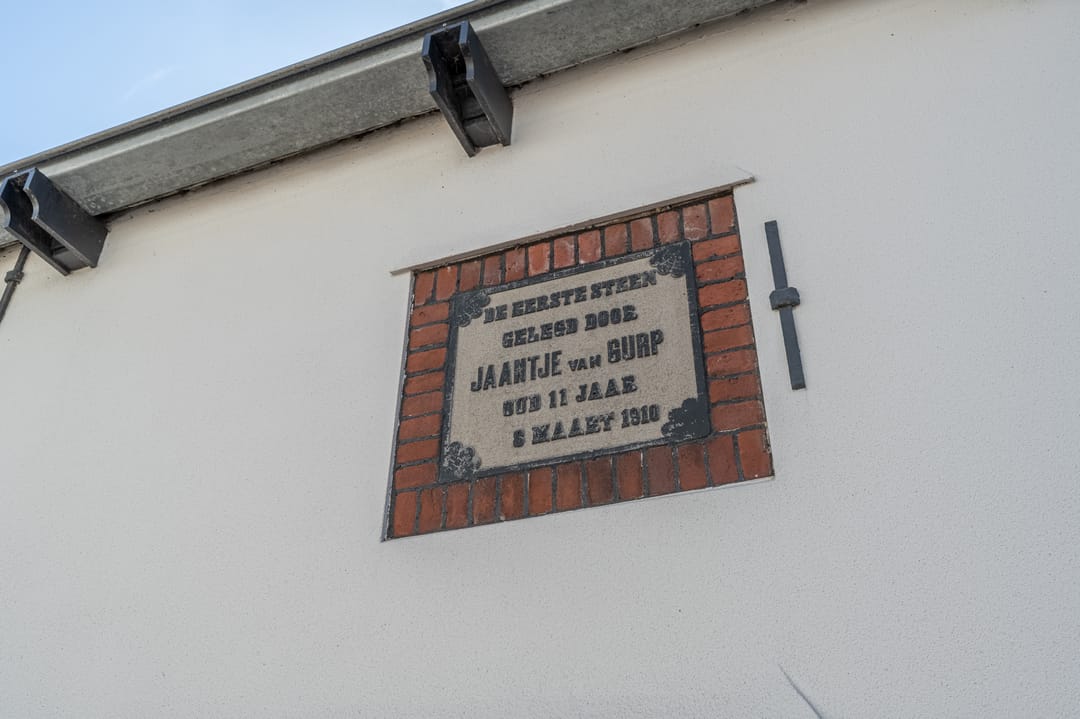 DE EERSTE STEEN
GELEGD DOOR
JAANTJE VAN GURP
OUD 11 JAAR
8 MAART 1910